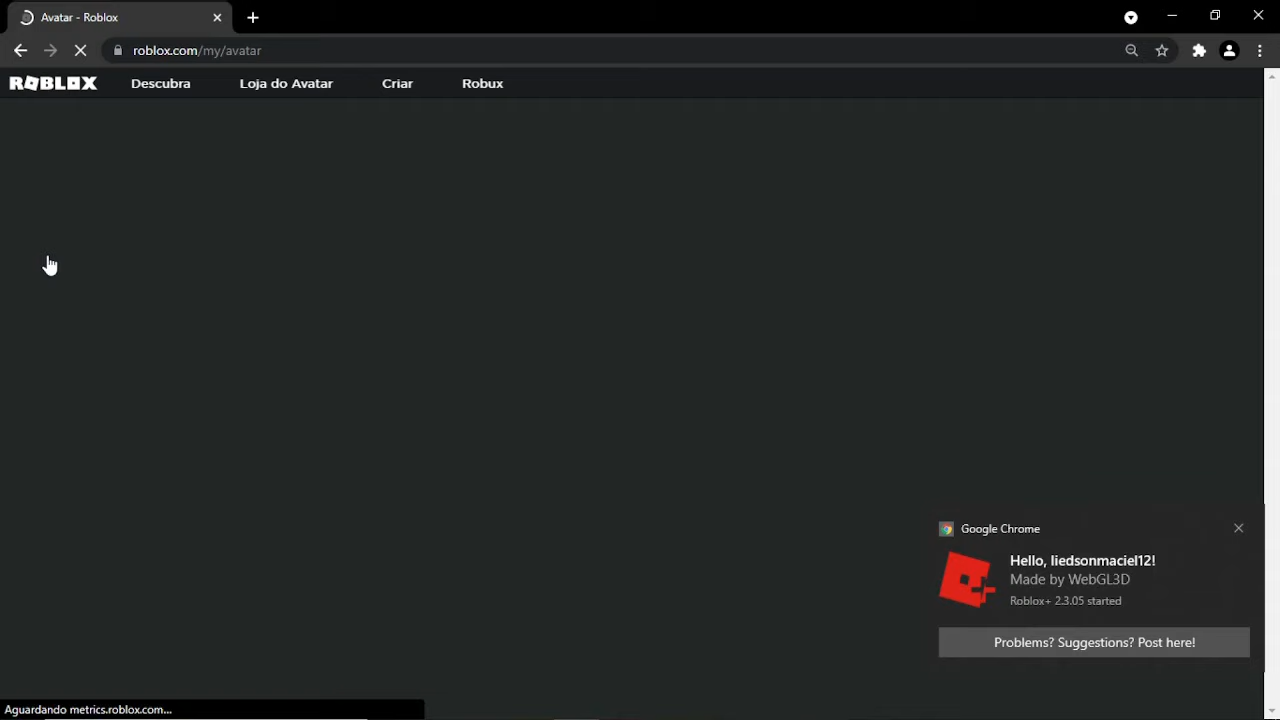 Avatar - Roblox
roblox.com/my/avatar
ROBLOX
Descubra
Loja do Avatar
Criar
Robux
Google Chrome
Hello, liedsonmaciel12!
Made by WebGL3D
Roblox+ 2.3.05 started
Problems? Suggestions? Post here!
Aguardando metrics.roblox.com...